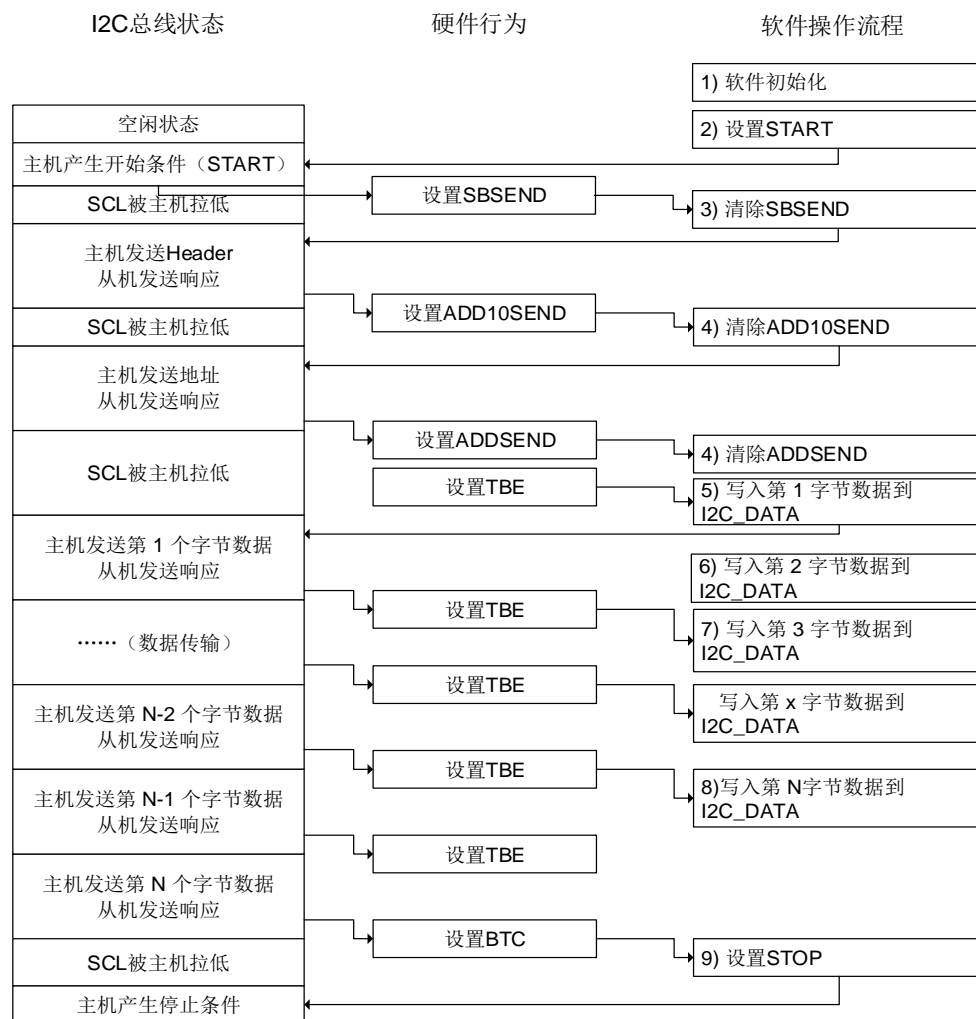 I2C总线状态
硬件行为
软件操作流程
1) 软件初始化
空闲状态
2) 设置START
主机产生开始条件（START）
SCL被主机拉低
设置SBSEND
3) 清除SBSEND
主机发送Header
从机发送响应
设置ADD10SEND
SCL被主机拉低
4) 清除ADD10SEND
主机发送地址
从机发送响应
设置ADDSEND
4) 清除ADDSEND
SCL被主机拉低
设置TBE
5) 写入第 1 字节数据到
I2C_DATA
主机发送第 1 个字节数据
从机发送响应
6) 写入第 2 字节数据到
I2C_DATA
设置TBE
7) 写入第 3 字节数据到
I2C_DATA
……（数据传输）
设置TBE
写入第 x 字节数据到
I2C_DATA
主机发送第 N-2 个字节数据
从机发送响应
设置TBE
8)写入第 N字节数据到
I2C_DATA
主机发送第 N-1 个字节数据
从机发送响应
设置TBE
主机发送第 N 个字节数据
从机发送响应
设置BTC
SCL被主机拉低
9) 设置STOP
主机产生停止条件